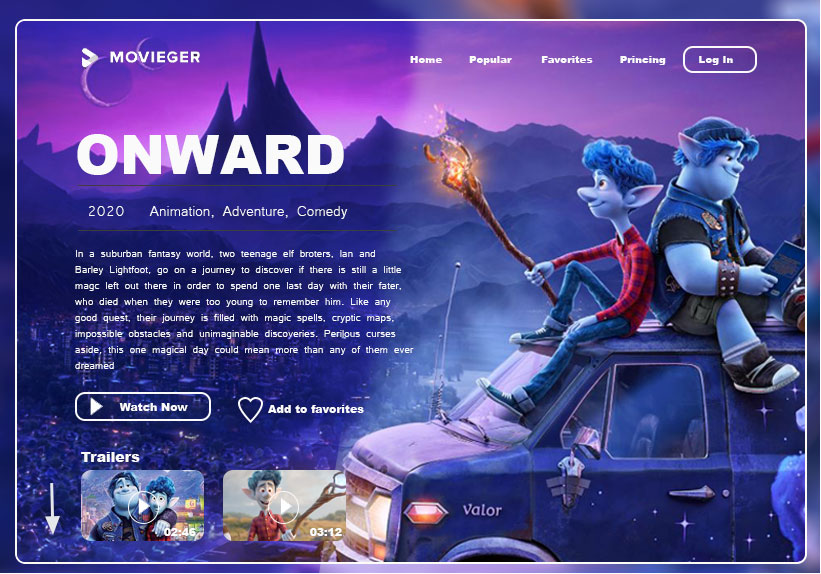 MOVIEGER
Home Popular Favorites Princing Log In
ONWARD
2020 Animation, Adventure, Comedy
In a suburban fantasy world, two teenage elf broters, Ian and
Barley Lightfoot, go on a journey to discover if there is still a little
magc left out there in order to spend one last day with their fater,
who died when they were too young to remember him. Like any
good quest, their journey is filled with magic spells, cryptic maps,
impossible obstacles and unimaginable discoveries. Perilous curses
aside, this one magical day could mean more than any of them ever
dreamed
Watch Now
Add to favorites
Trailers
02:46
03:12
Valor